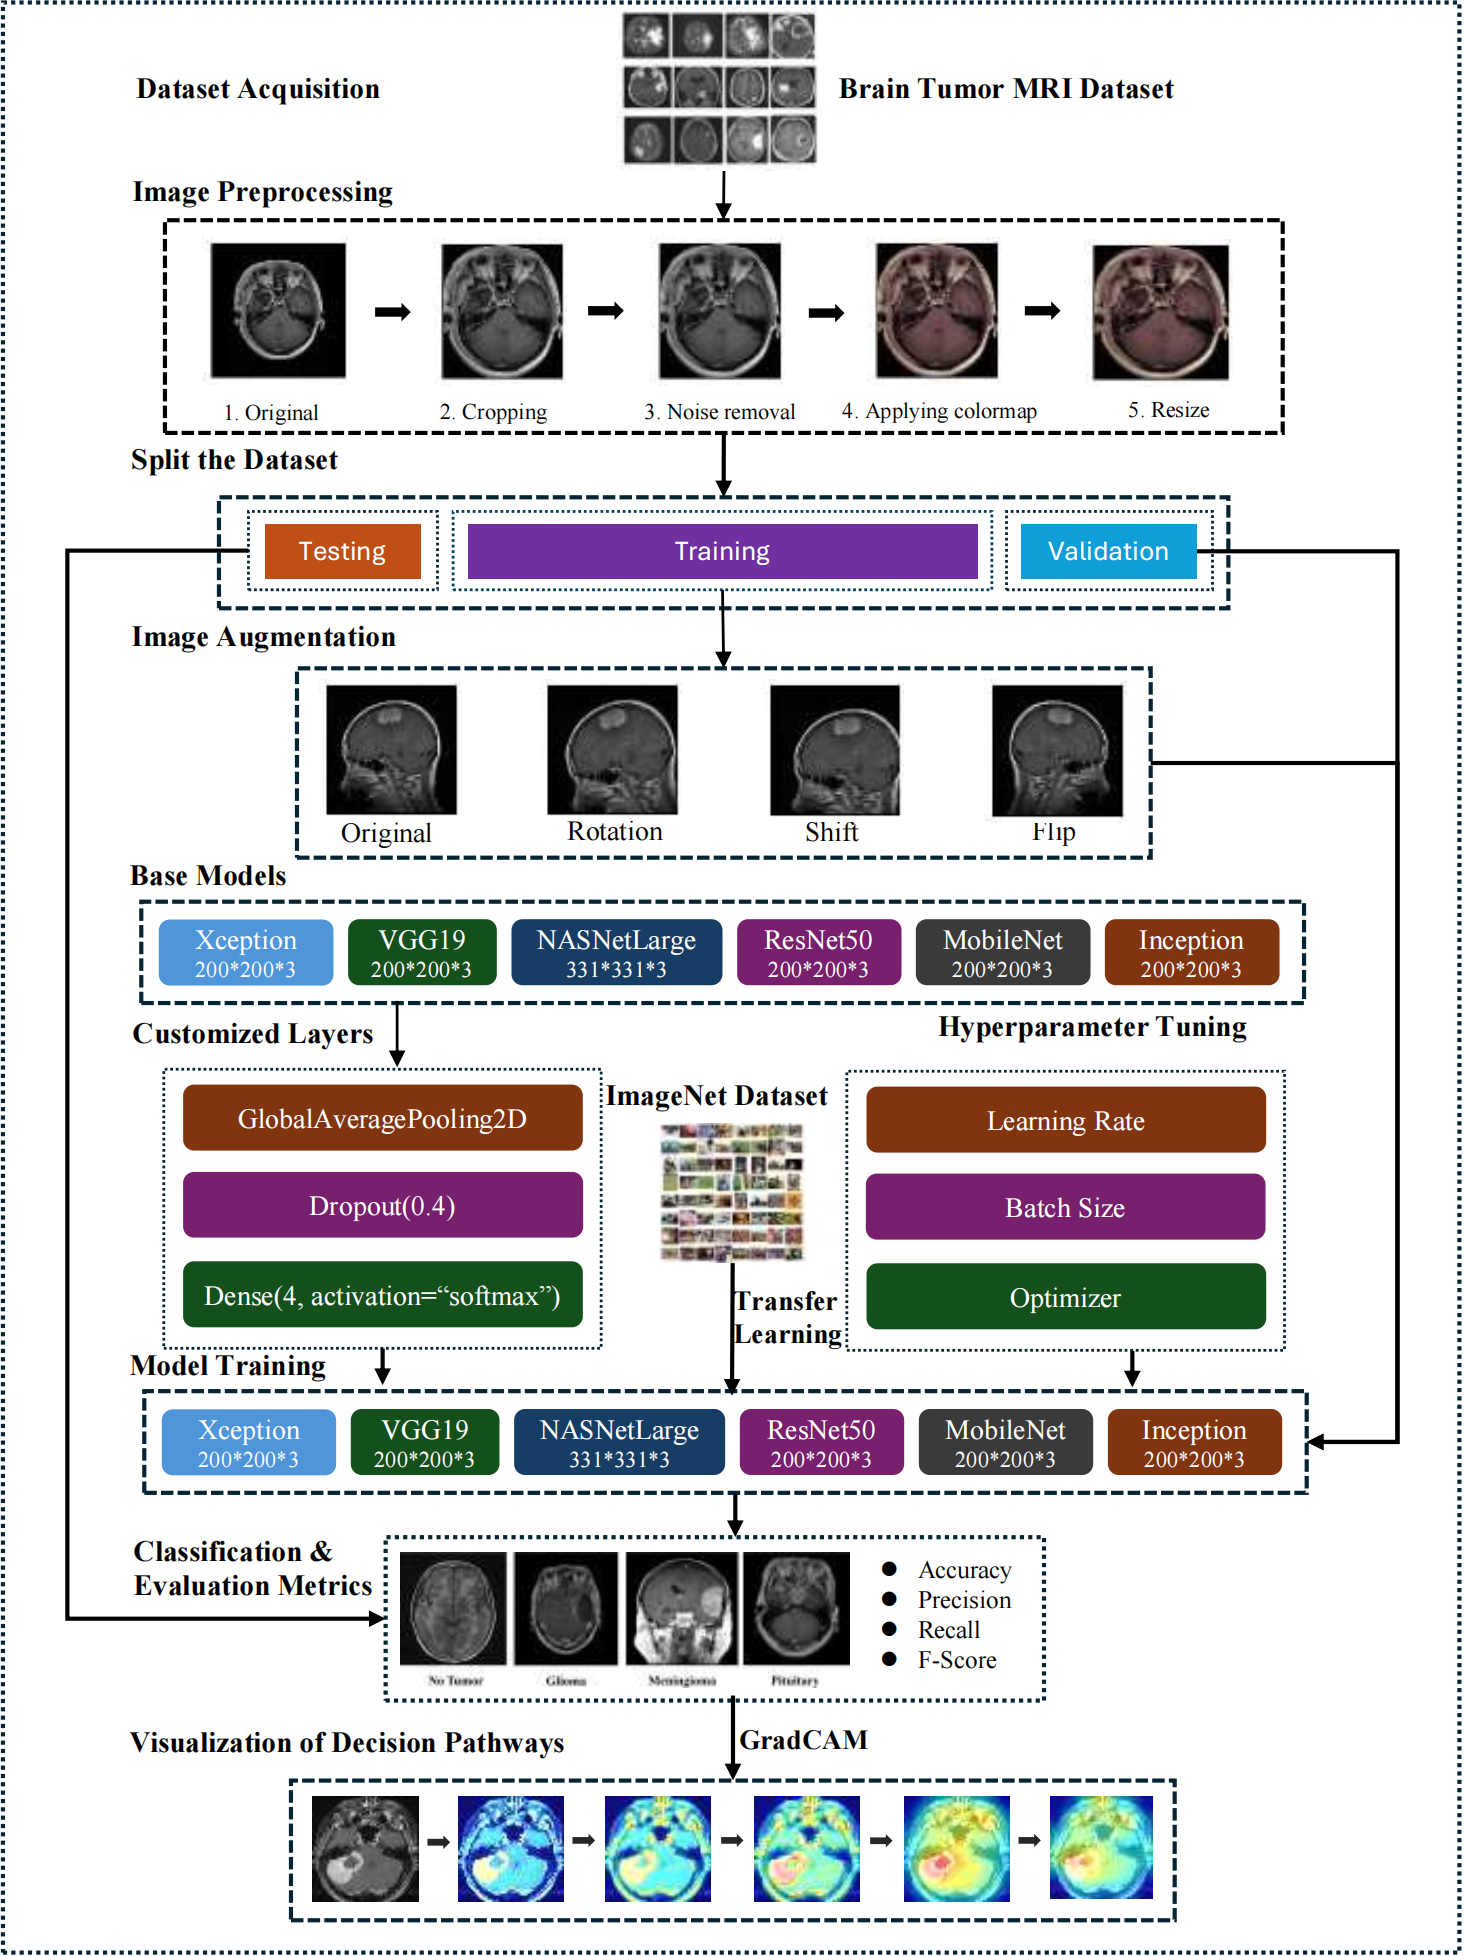 Dataset Acquisition
Brain Tumor MRI Dataset
Image Preprocessing
1. Original
2. Cropping
3. Noise removal
4. Applying colormap
5. Resize
Split the Dataset
Testing
Training
Validation
Image Augmentation
Original
Rotation
Shift
Flip
Base Models
Xception
200*200*3
VGG19
200*200*3
NASNetLarge
331*331*3
ResNet50
200*200*3
MobileNet
200*200*3
Inception
200*200*3
Customized Layers
Hyperparameter Tuning
GlobalAveragePooling2D
Dropout(0.4)
Dense(4, activation=“softmax”)
ImageNet Dataset
Transfer
Learning
Learning Rate
Batch Size
Optimizer
Model Training
Xception
200*200*3
VGG19
200*200*3
NASNetLarge
331*331*3
ResNet50
200*200*3
MobileNet
200*200*3
Inception
200*200*3
Classification &
Evaluation Metrics
No Tumor
Glioma
Meningioma
Pituitary
Accuracy
Precision
Recall
F-Score
Visualization of Decision Pathways
GradCAM